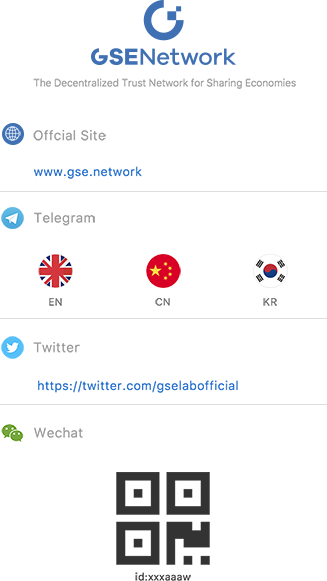 GSENetwork
The Decentralized Trust Network for Sharing Economies
Offcial Site
www.gse.network
Telegram
EN CN KR
Twitter
https://twitter.com/gselabofficial
Wechat
id:xxxaaaw